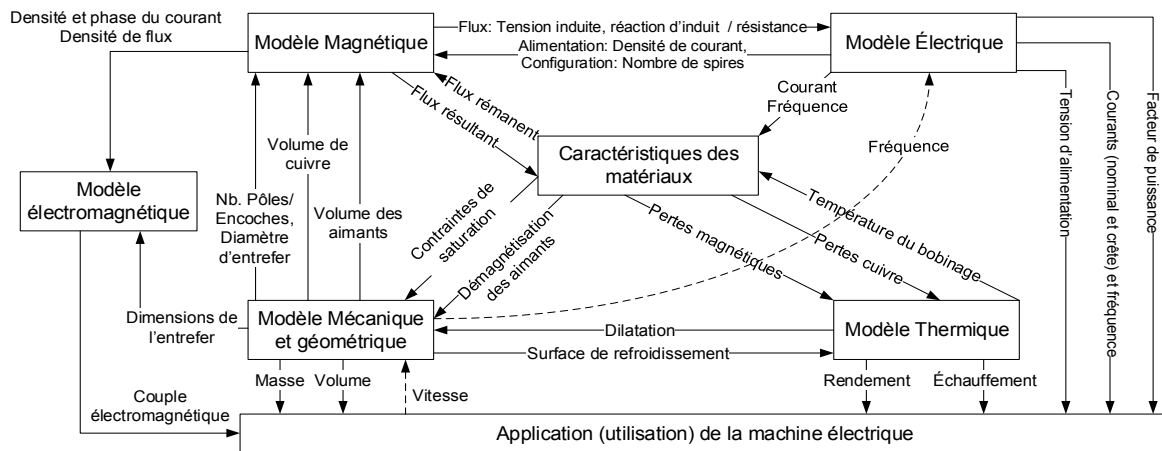 Densité et phase du courant
Densité de flux
Modèle Magnétique
Flux: Tension induite, réaction d'induit / résistance
Alimentation: Densité de courant,
Configuration: Nombre de spires
Modèle Électrique
Flux rémanent
Flux résultant
Courant
Fréquence
Fréquence
Tension d'alimentation
Courants (nominal et crête) et fréquence
Facteur de puissance
Caractéristiques des
matériaux
Modèle
électromagnétique
Volume de
cuivre
Nb. Pôles/
Encoches,
Diamètre
d'entrefer
Volume des
aimants
Contraintes de
saturation
Démagnétisation
des aimants
Pertes magnétiques
Pertes cuivre
Température du bobinage
Dimensions de
l'entrefer
Modèle Mécanique
et géométrique
Dilatation
Surface de refroidissement
Modèle Thermique
Masse
Volume
Vitesse
Rendement
Échauffement
Couple
électromagnétique
Application (utilisation) de la machine électrique